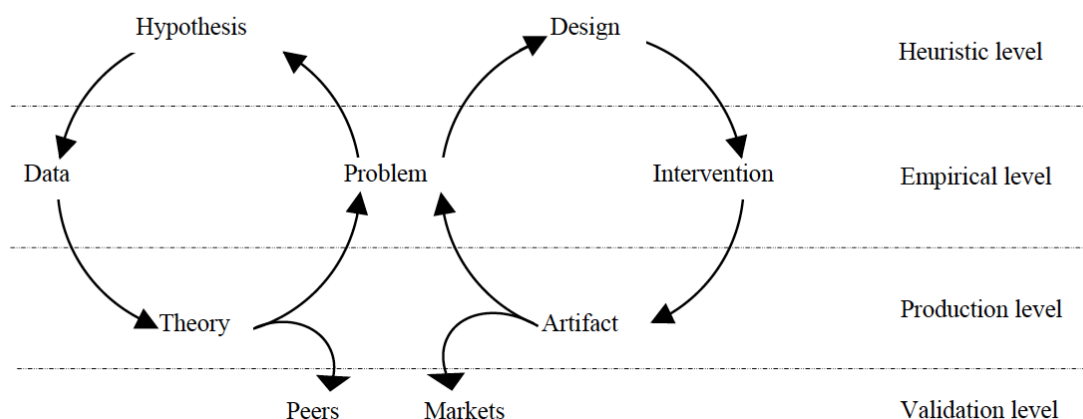 Hypothesis
Design
Heuristic level
Data
Problem
Intervention
Empirical level
Theory
Artifact
Production level
Peers
Markets
Validation level